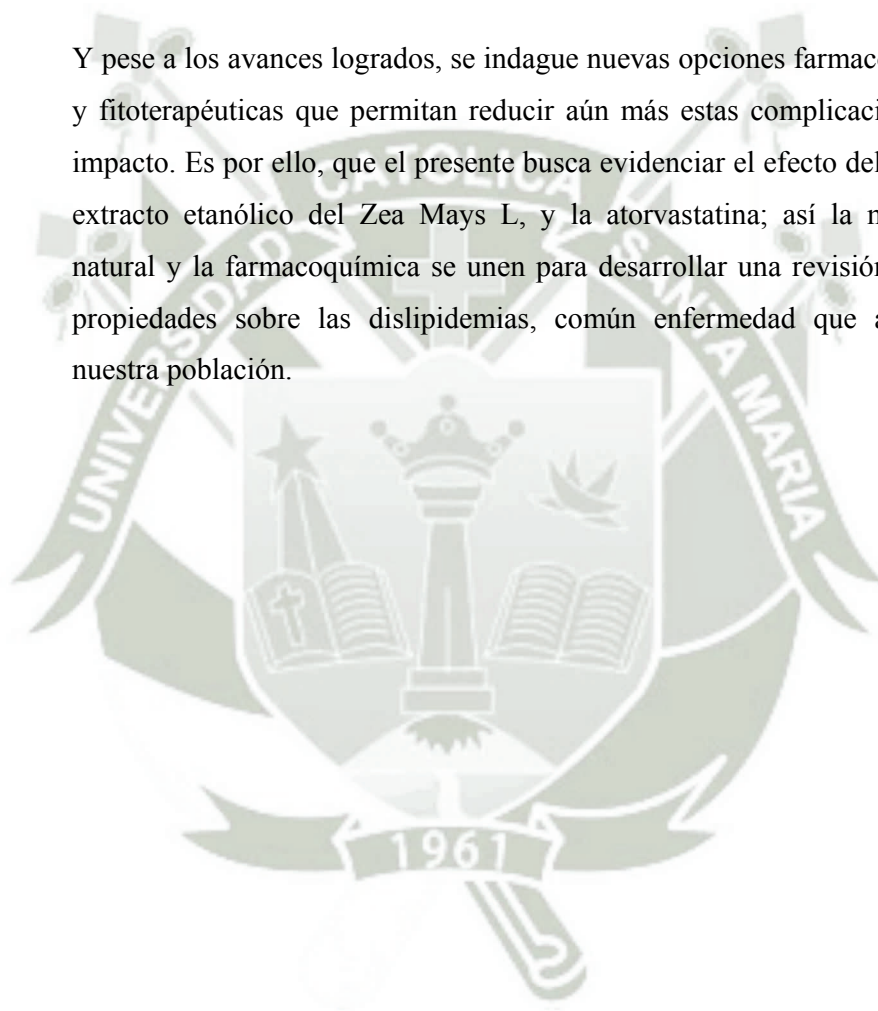 Y pese a los avances logrados, se indague nuevas opciones farmac
y fitoterapéuticas que permitan reducir aún más estas complicaci
impacto. Es por ello, que el presente busca evidenciar el efecto del
extracto etanólico del Zea Mays L, y la atorvastatina; así la
natural y la farmacoquímica se unen para desarrollar una revisión
propiedades sobre las dislipidemias, común enfermedad que a
nuestra población.
UNIVERSIDAD CATOLICA SANTA MARIA
1961